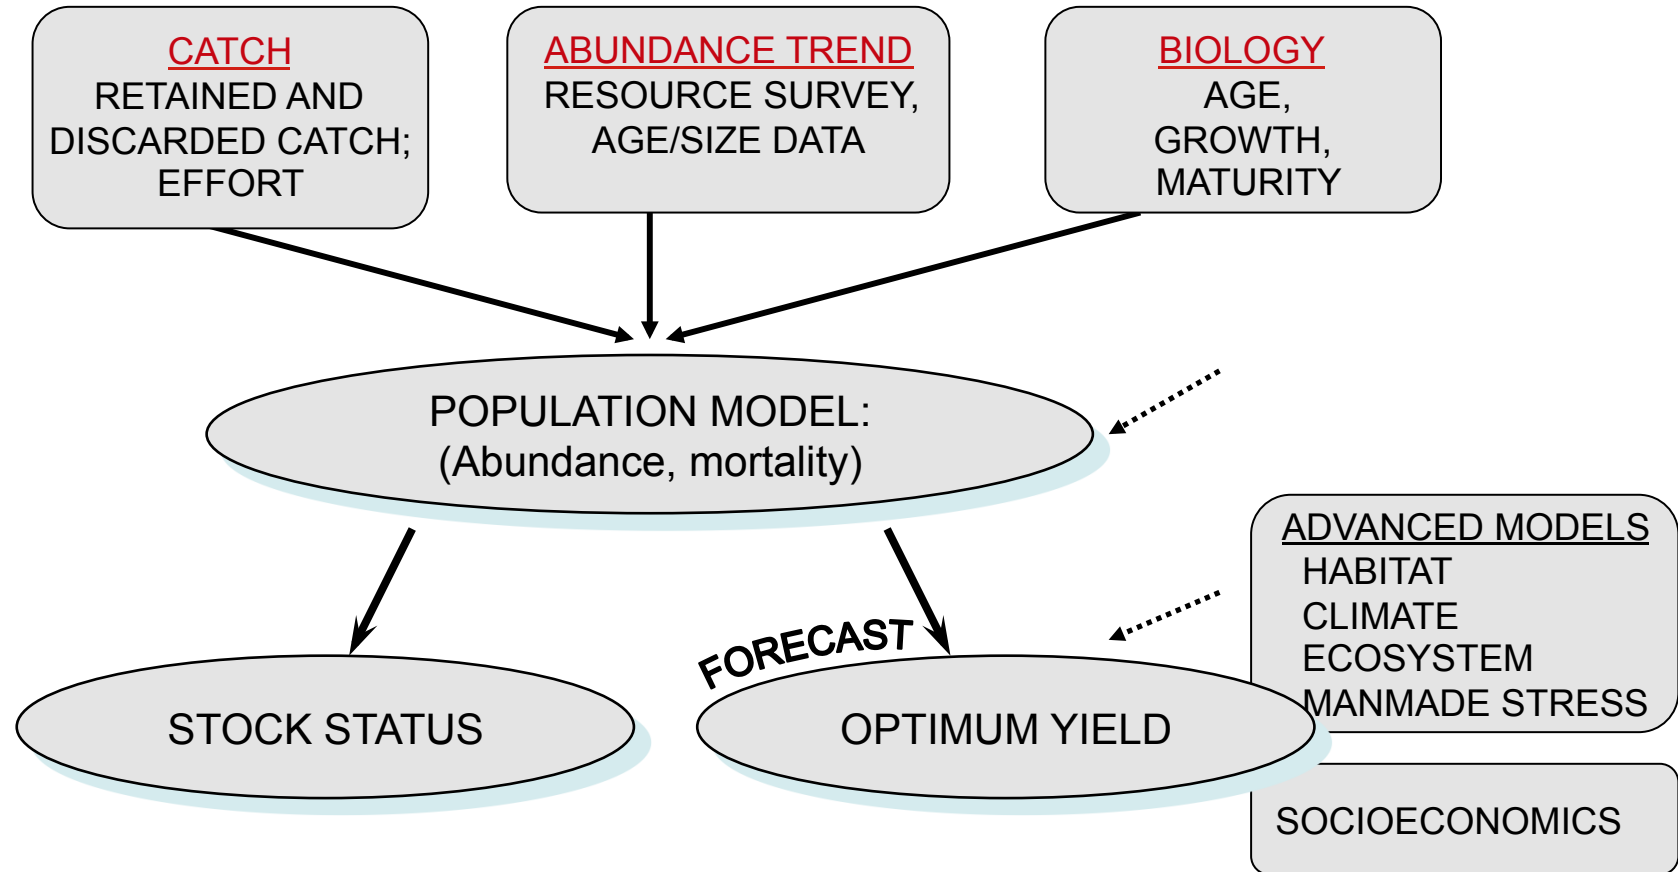 CATCH
RETAINED AND
DISCARDED CATCH;
EFFORT
ABUNDANCE TREND
RESOURCE SURVEY,
AGE/SIZE DATA
BIOLOGY
AGE,
GROWTH,
MATURITY
POPULATION MODEL:
(Abundance, mortality)
ADVANCED MODELS
HABITAT
CLIMATE
ECOSYSTEM
MANMADE STRESS
FORECAST
STOCK STATUS
OPTIMUM YIELD
SOCIOECONOMICS